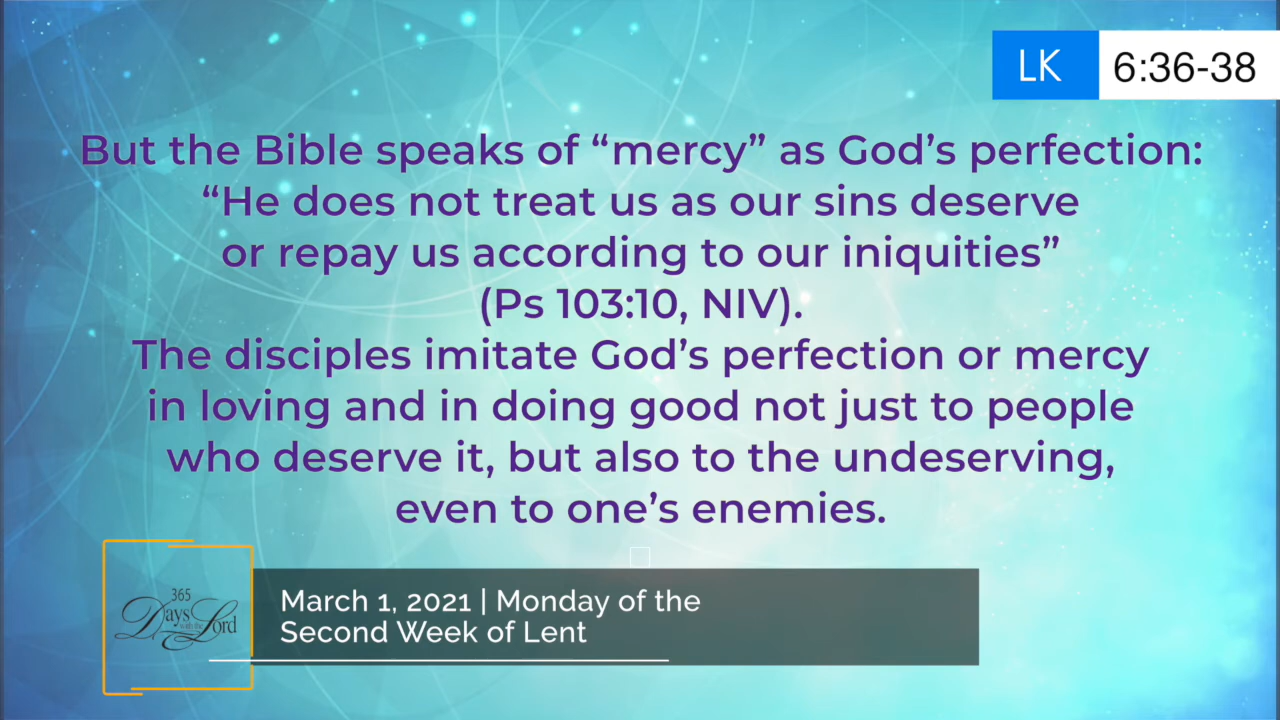 LK 6:36-38
But the Bible speaks of “mercy” as God’s perfection:
“He does not treat us as our sins deserve
or repay us according to our iniquities”
(Ps 103:10, NIV).
The disciples imitate God’s perfection or mercy
in loving and in doing good not just to people
who deserve it, but also to the undeserving,
even to one’s enemies.
365
Days with the Lord
March 1, 2021 | Monday of the
Second Week of Lent